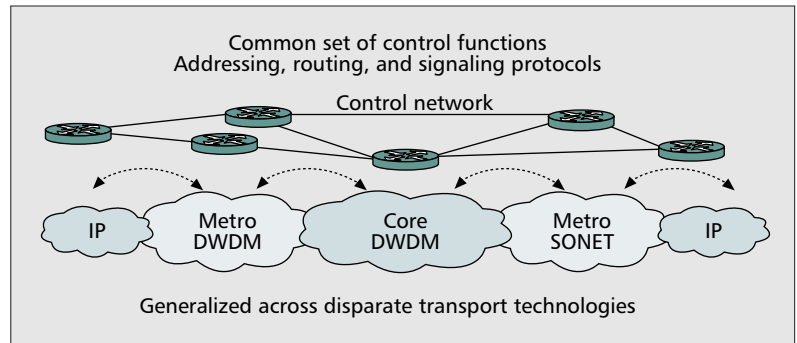 Common set of control functions
Addressing, routing, and signaling protocols
Control network
IP
Metro
DWDM
Core
DWDM
Metro
SONET
IP
Generalized across disparate transport technologies